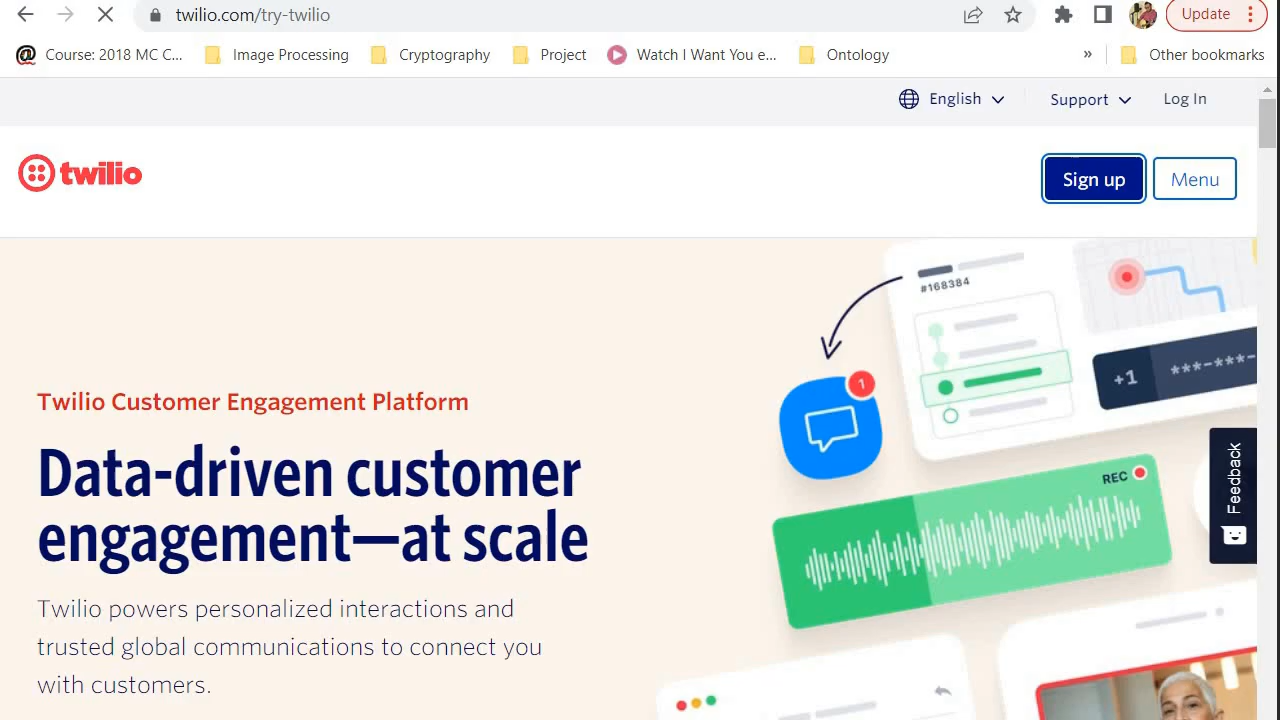 twilio.com/try-twilio
Update
Course: 2018 MC C...
Image Processing
Cryptography
Project
Watch I Want You e...
Ontology
»
Other bookmarks
English
Support
Log In
twilio
Sign up
Menu
#168384
+1
***-***-
1
REC
Feedback
Twilio Customer Engagement Platform
Data-driven customer
engagement—at scale
Twilio powers personalized interactions and
trusted global communications to connect you
with customers.